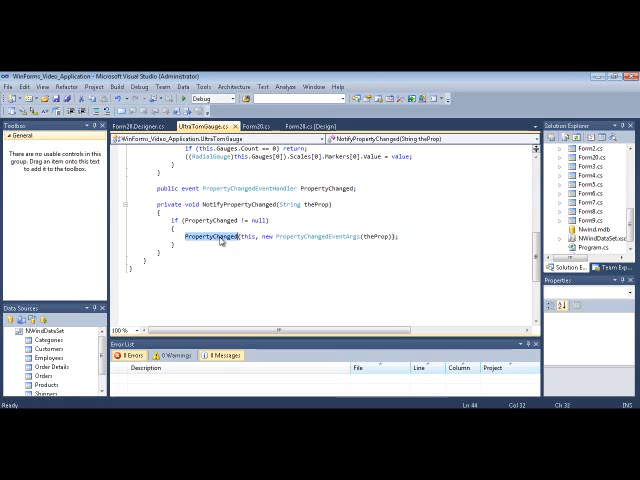 WinForms_Video_Application - Microsoft Visual Studio (Administrator)
File Edit View Refactor Project Build Debug Team Data Tools Architecture Test Analyze Window Help
Debug
Toolbox
General
There are no usable controls in this group. Drag an item onto this text to add it to the toolbox.
Form20.Designer.cs UltraTomGauge.cs Form20.cs Form20.cs [Design]
WinForms_Video_Application.UltraTomGauge NotifyPropertyChanged(String theProp)
if (this.Gauges.Count == 0) return;
((RadialGauge)this.Gauges[0]).Scales[0].Markers[0].Value = value;
}
}
public event PropertyChangedEventHandler PropertyChanged;
private void NotifyPropertyChanged(String theProp)
{
if (PropertyChanged != null)
{
PropertyChanged(this, new PropertyChangedEventArgs(theProp));
}
}
}
}
100 %
Solution Explorer
Form2.cs
Form20.cs
Form3.cs
Form4.cs
Form5.cs
Form6.cs
Form7.cs
Form8.cs
Form9.cs
Nwind.mdb
NWindDataSet.xsd
Program.cs
Solution E... Team Exp...
Properties
Data Sources
NWindDataSet
Categories
Customers
Employees
Order Details
Orders
Products
Shippers
Error List
0 Errors 0 Warnings 0 Messages
Description File Line Column Project
Ready Ln 44 Col 32 Ch 32 INS